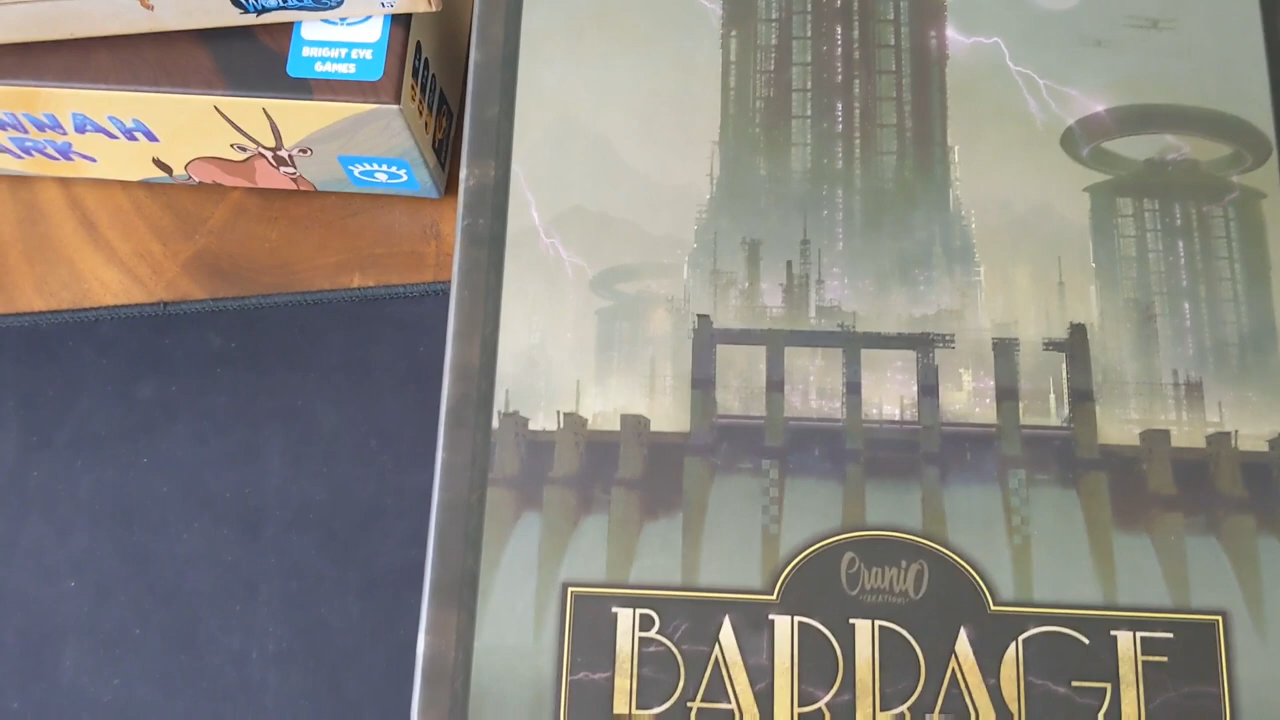 BRIGHT EYE
GAMES
NNAH
ARK
Cranio
CREATIONS
BARRAGE